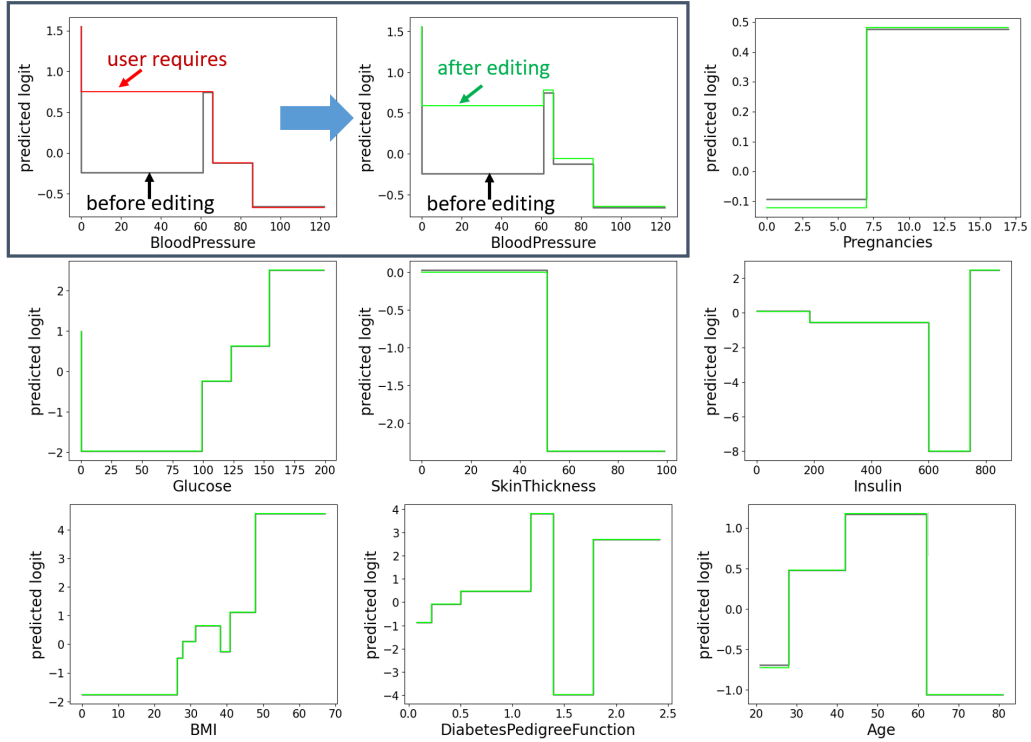 1.5
1.0
0.5
0.0
−0.5
predicted logit
user requires
before editing
0 20 40 60 80 100 120
BloodPressure
1.5
1.0
0.5
0.0
−0.5
predicted logit
after editing
before editing
0 20 40 60 80 100 120
BloodPressure
0.5
0.4
0.3
0.2
0.1
0.0
−0.1
predicted logit
0.0 2.5 5.0 7.5 10.0 12.5 15.0 17.5
Pregnancies
2
1
0
−1
−2
predicted logit
0 25 50 75 100 125 150 175 200
Glucose
0.0
−0.5
−1.0
−1.5
−2.0
predicted logit
0 20 40 60 80 100
SkinThickness
2
0
−2
−4
−6
−8
predicted logit
0 200 400 600 800
Insulin
4
3
2
1
0
−1
−2
predicted logit
0 10 20 30 40 50 60 70
BMI
4
3
2
1
0
−1
−2
−3
−4
predicted logit
0.0 0.5 1.0 1.5 2.0 2.5
DiabetesPedigreeFunction
1.0
0.5
0.0
−0.5
−1.0
predicted logit
20 30 40 50 60 70 80
Age